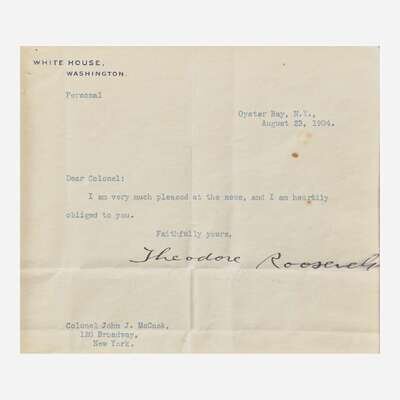 WHITE HOUSE,
WASHINGTON.
Personal
Oyster Bay, N.Y.,
August 23, 1904.
Dear Colonel:
I am very much pleased at the news, and I am heartily
obliged to you.
Faithfully yours,
Theodore Roosevelt
Colonel John J. McCook,
120 Broadway,
New York.